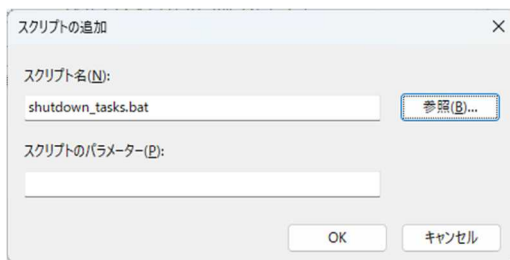 スクリプトの追加
スクリプト名(N):
shutdown_tasks.bat
参照(B)...
スクリプトのパラメーター(P):
OK
キャンセル